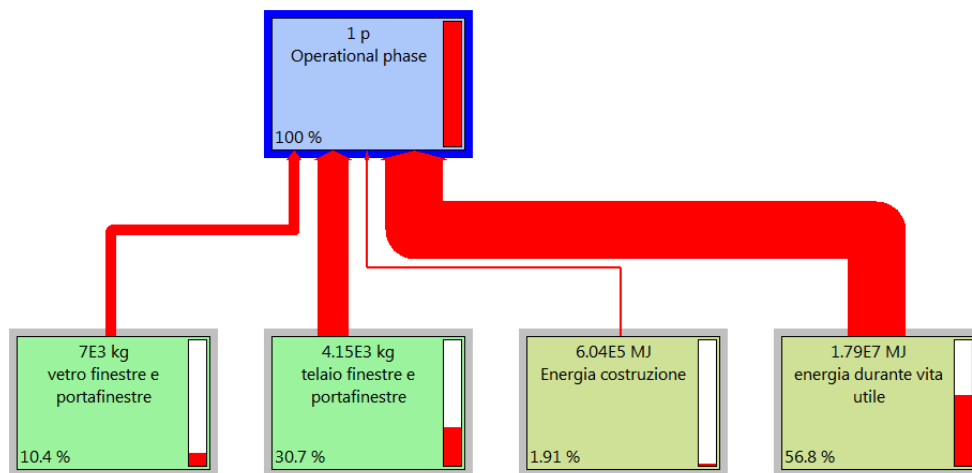 1 p
Operational phase
100 %
7E3 kg
vetro finestre e
portafinestre
10.4 %
4.15E3 kg
telaio finestre e
portafinestre
30.7 %
6.04E5 MJ
Energia costruzione
1.91 %
1.79E7 MJ
energia durante vita
utile
56.8 %